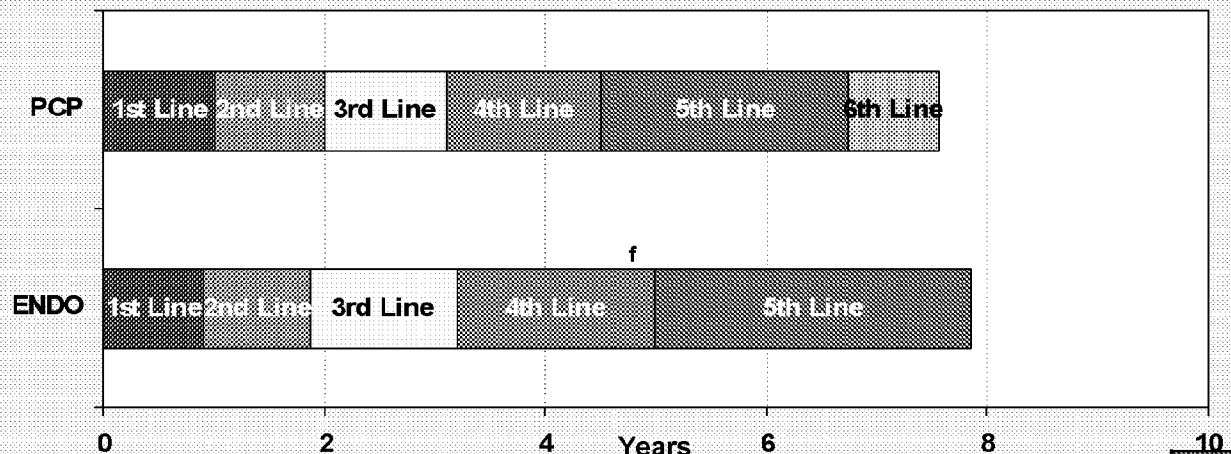 PCP 1st Line 2nd Line 3rd Line 4th Line 5th Line 6th Line
f
ENDO 1st Line 2nd Line 3rd Line 4th Line 5th Line
0 2 4 6 8 10
Years